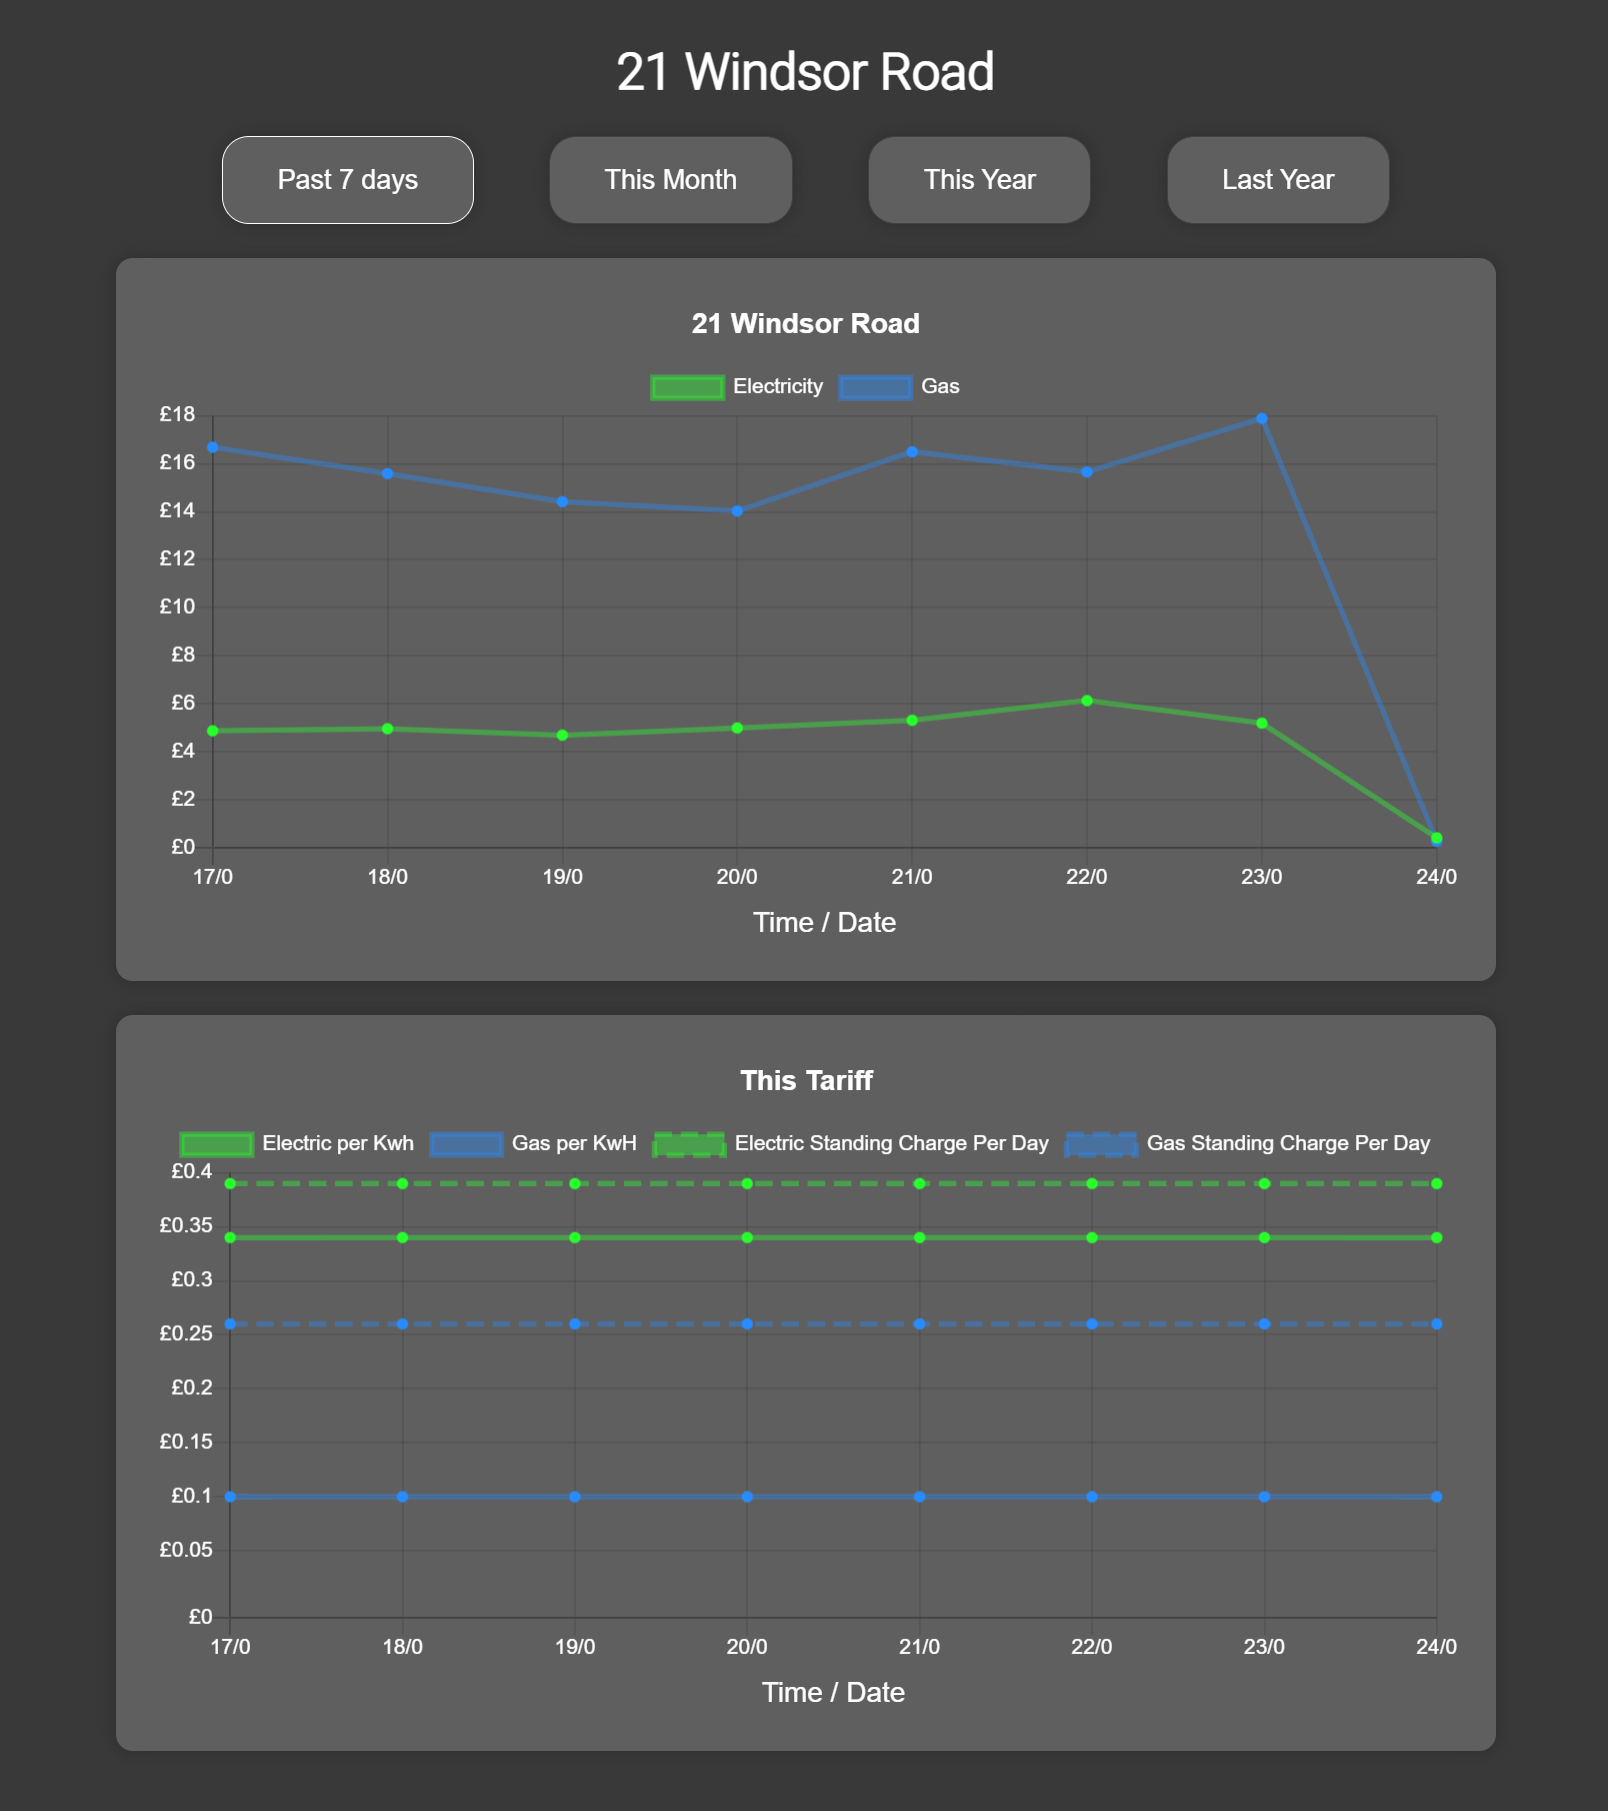 21 Windsor Road
Past 7 days This Month This Year Last Year
21 Windsor Road
Electricity Gas
£18
£16
£14
£12
£10
£8
£6
£4
£2
£0
17/0 18/0 19/0 20/0 21/0 22/0 23/0 24/0
Time / Date
This Tariff
Electric per Kwh Gas per KwH Electric Standing Charge Per Day Gas Standing Charge Per Day
£0.4
£0.35
£0.3
£0.25
£0.2
£0.15
£0.1
£0.05
£0
17/0 18/0 19/0 20/0 21/0 22/0 23/0 24/0
Time / Date